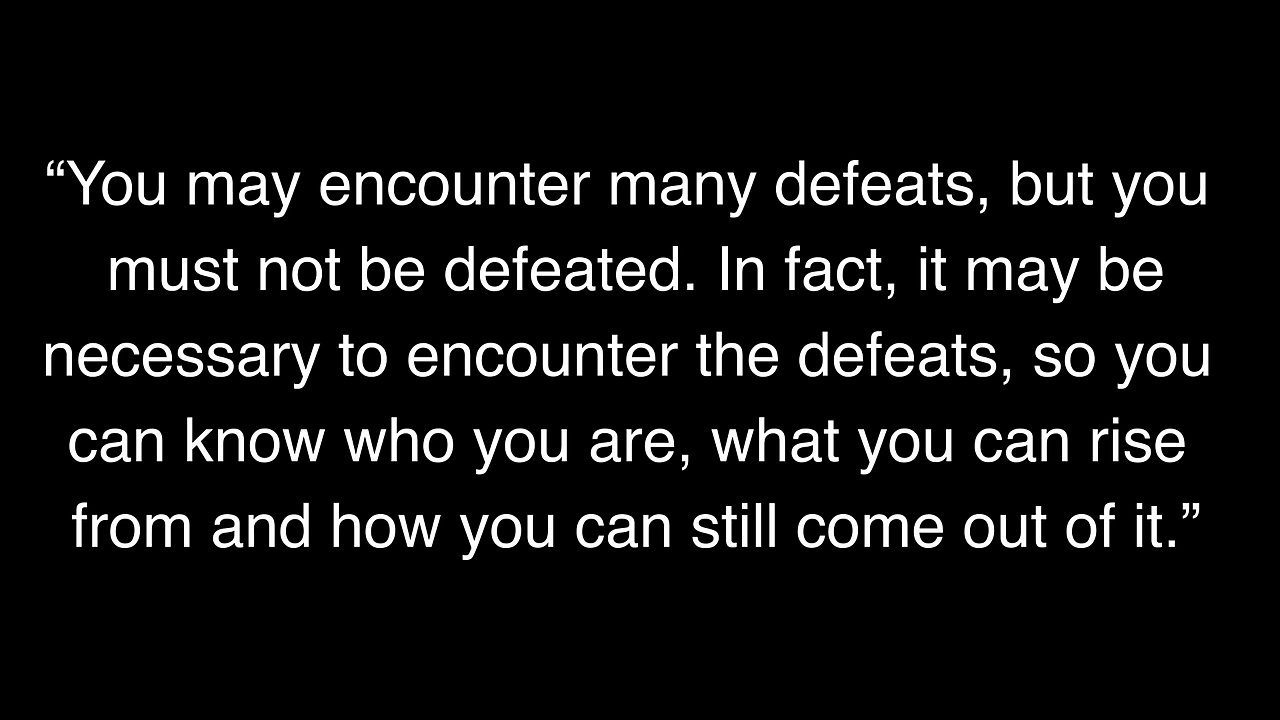 “You may encounter many defeats, but you
must not be defeated. In fact, it may be
necessary to encounter the defeats, so you
can know who you are, what you can rise
from and how you can still come out of it.”